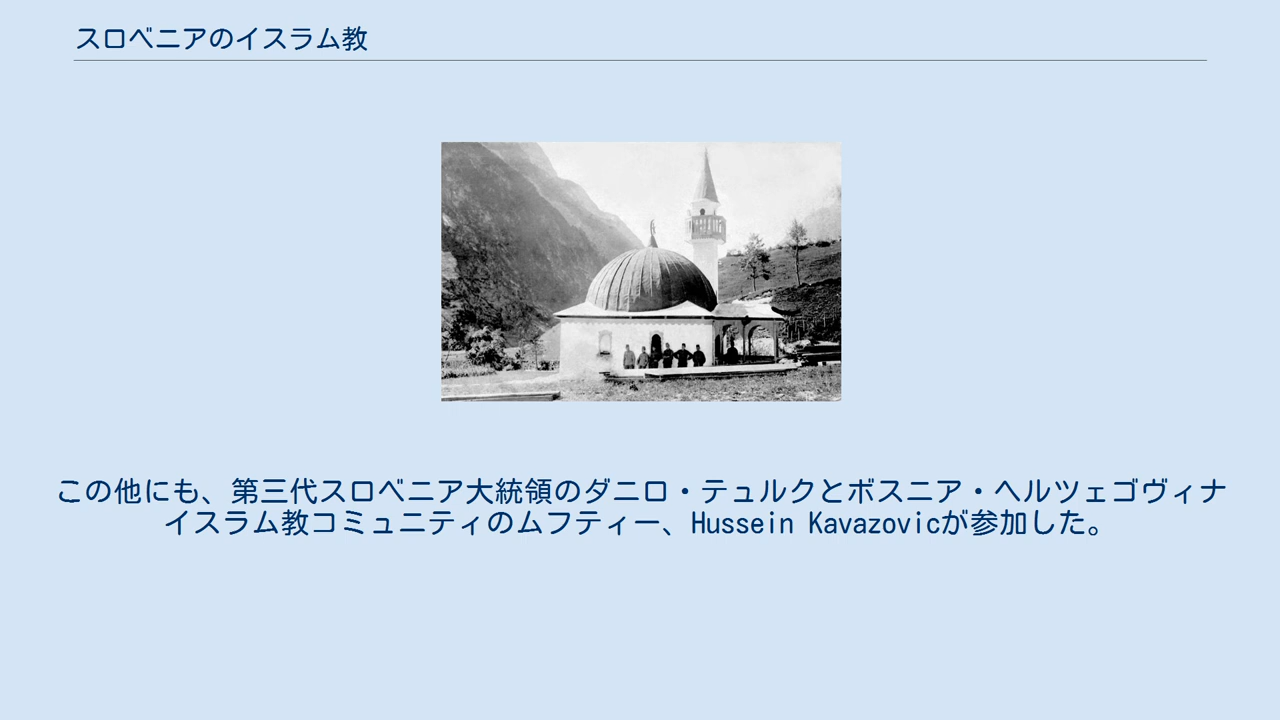 スロベニアのイスラム教
この他にも、第三代スロベニア大統領のダニロ・テュルクとボスニア・ヘルツェゴヴィナ
イスラム教コミュニティのムフティー、Hussein Kavazovicが参加した。